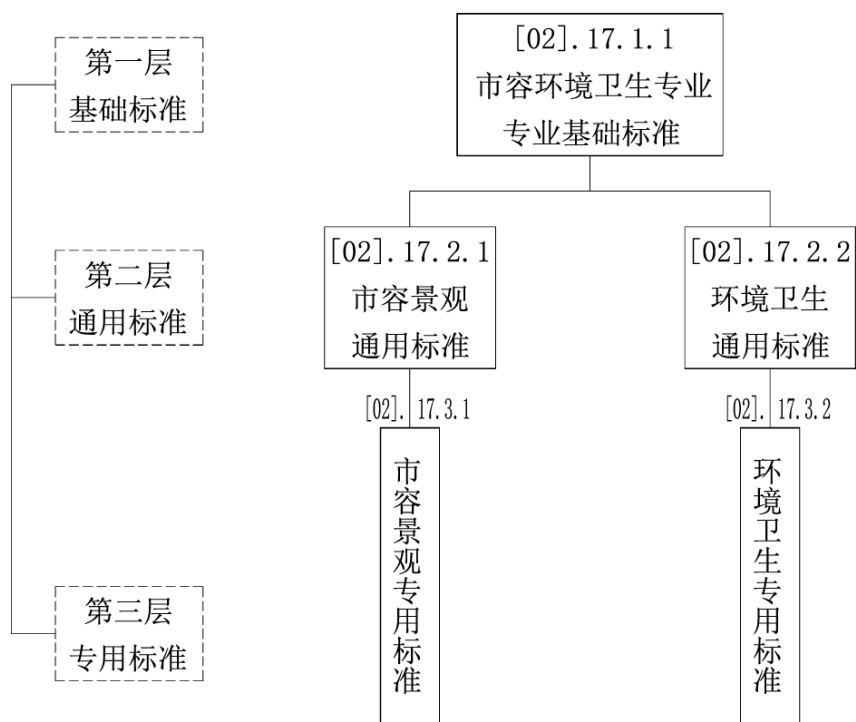 第一层
基础标准
[02].17.1.1
市容环境卫生专业
专业基础标准
第二层
通用标准
[02].17.2.1
市容景观
通用标准
[02].17.2.2
环境卫生
通用标准
[02].17.3.1
[02].17.3.2
第三层
专用标准
市容景观专用标准
环境卫生专用标准